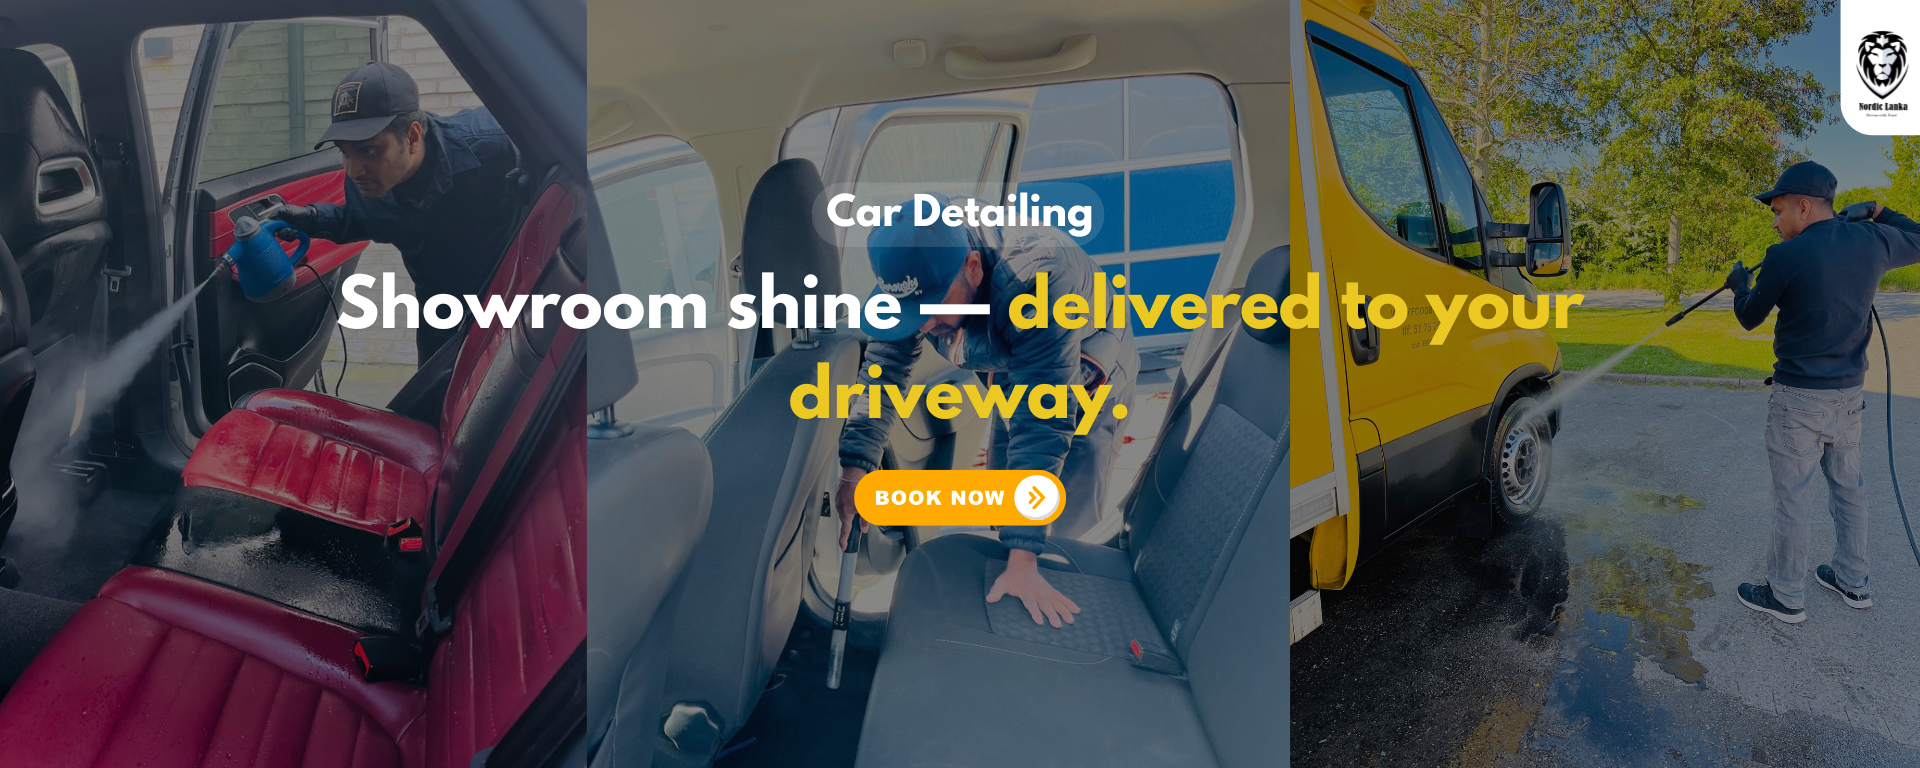 Nordic Lanka
Car Detailing
Showroom shine — delivered to your
driveway.
BOOK NOW